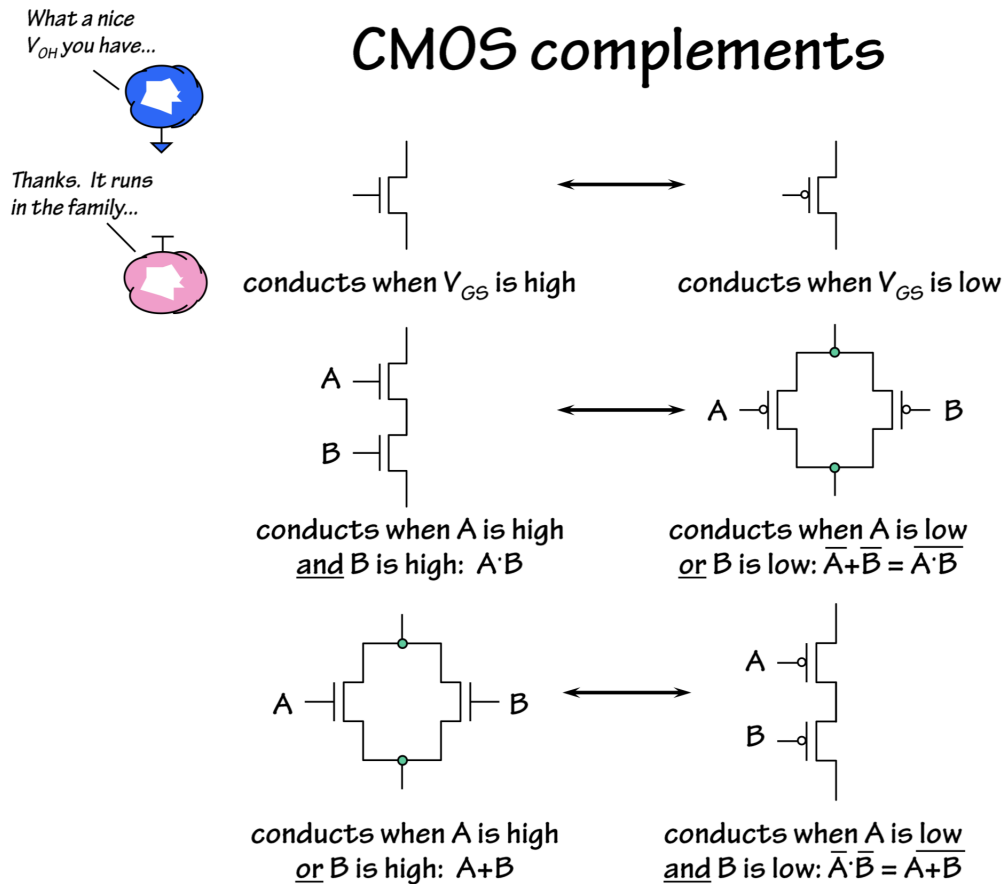 What a nice
V_OH you have...
CMOS complements
Thanks. It runs
in the family...
conducts when V_GS is high
conducts when V_GS is low
A
B
A
B
conducts when A is high
and B is high: A·B
conducts when A is low
or B is low: A̅+B̅ = A̅·̅B̅
A
B
A
B
conducts when A is high
or B is high: A+B
conducts when A is low
and B is low: A̅·B̅ = A̅+̅B̅